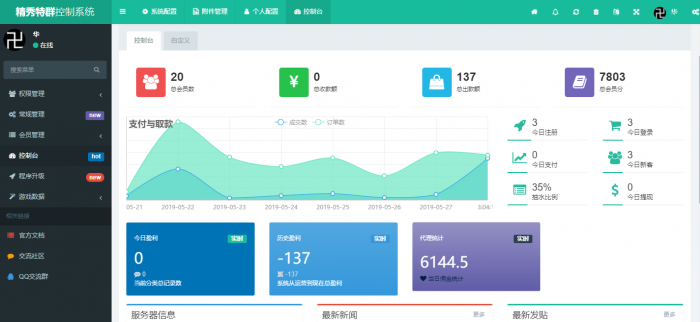 精秀特群控制系统
系统配置
附件管理
个人配置
控制台
华
华
在线
搜索菜单
权限管理
常规管理 new
会员管理
控制台 hot
程序升级 new
游戏数据
相关链接
官方文档
交流社区
QQ交流群
控制台
自定义
20
总会员数
0
总收款额
137
总出款额
7803
总会员分
支付与取款
成交数
订单数
05-21
2019-05-22
2019-05-23
2019-05-24
2019-05-25
2019-05-26
2019-05-27
3
今日注册
3
今日登录
0
今日支付
3
今日新客
35%
抽水比例
0
今日提现
今日盈利
实时
0
0
当前分类总记录数
历史盈利
实时
-137
-137
系统从运营到现在总盈利
代理统计
实时
6144.5
服务器信息
最新新闻
更多
最新发贴
更多